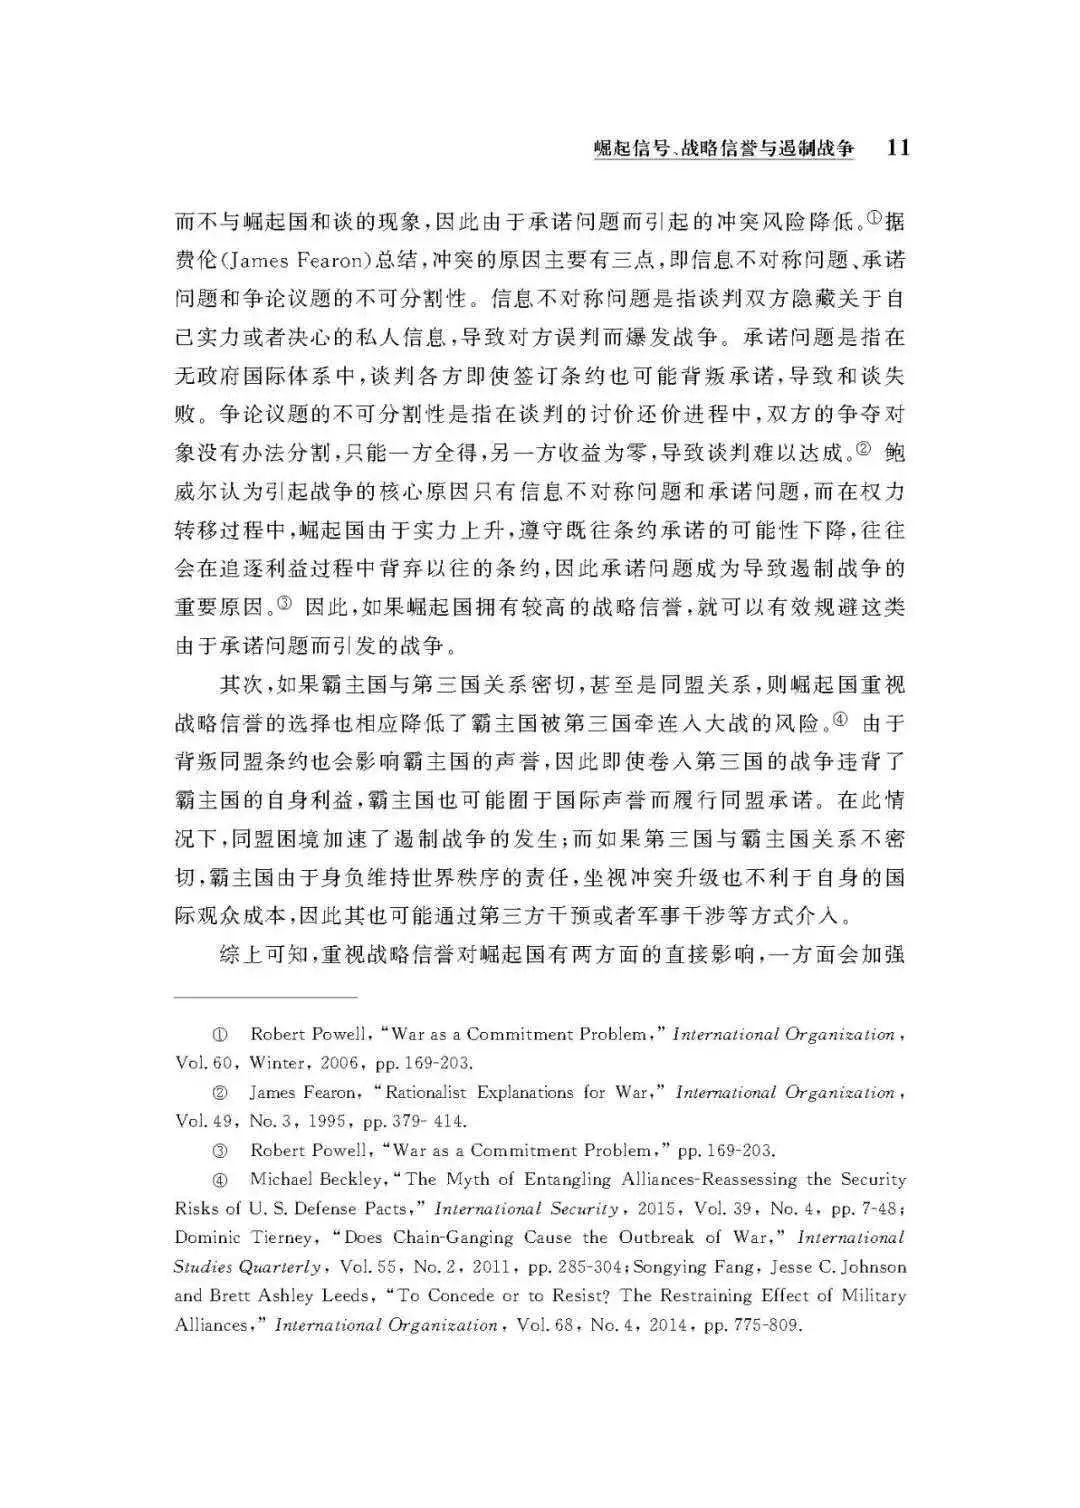 崛起信号、战略信誉与遏制战争 11
而不与崛起国和谈的现象,因此由于承诺问题而引起的冲突风险降低。①据
费伦(James Fearon)总结,冲突的原因主要有三点,即信息不对称问题、承诺
问题和争论议题的不可分割性。信息不对称问题是指谈判双方隐藏关于自
己实力或者决心的私人信息,导致对方误判而爆发战争。承诺问题是指在
无政府国际体系中,谈判各方即使签订条约也可能背叛承诺,导致和谈失
败。争论议题的不可分割性是指在谈判的讨价还价进程中,双方的争夺对
象没有办法分割,只能一方全得,另一方收益为零,导致谈判难以达成。② 鲍
威尔认为引起战争的核心原因只有信息不对称问题和承诺问题,而在权力
转移过程中,崛起国由于实力上升,遵守既往条约承诺的可能性下降,往往
会在追逐利益过程中背弃以往的条约,因此承诺问题成为导致遏制战争的
重要原因。③ 因此,如果崛起国拥有较高的战略信誉,就可以有效规避这类
由于承诺问题而引发的战争。
其次,如果霸主国与第三国关系密切,甚至是同盟关系,则崛起国重视
战略信誉的选择也相应降低了霸主国被第三国牵连入大战的风险。④ 由于
背叛同盟条约也会影响霸主国的声誉,因此即使卷入第三国的战争违背了
霸主国的自身利益,霸主国也可能囿于国际声誉而履行同盟承诺。在此情
况下,同盟困境加速了遏制战争的发生;而如果第三国与霸主国关系不密
切,霸主国由于身负维持世界秩序的责任,坐视冲突升级也不利于自身的国
际观众成本,因此其也可能通过第三方干预或者军事干涉等方式介入。
综上可知,重视战略信誉对崛起国有两方面的直接影响,一方面会加强
① Robert Powell, “War as a Commitment Problem,” International Organization,
Vol. 60, Winter, 2006, pp. 169-203.
② James Fearon, “Rationalist Explanations for War,” International Organization,
Vol. 49, No. 3, 1995, pp. 379- 414.
③ Robert Powell, “War as a Commitment Problem,” pp. 169-203.
④ Michael Beckley, “The Myth of Entangling Alliances-Reassessing the Security
Risks of U. S. Defense Pacts,” International Security, 2015, Vol. 39, No. 4, pp. 7-48;
Dominic Tierney, “Does Chain-Ganging Cause the Outbreak of War,” International
Studies Quarterly, Vol. 55, No. 2, 2011, pp. 285-304; Songying Fang, Jesse C. Johnson
and Brett Ashley Leeds, “To Concede or to Resist? The Restraining Effect of Military
Alliances,” International Organization, Vol. 68, No. 4, 2014, pp. 775-809.